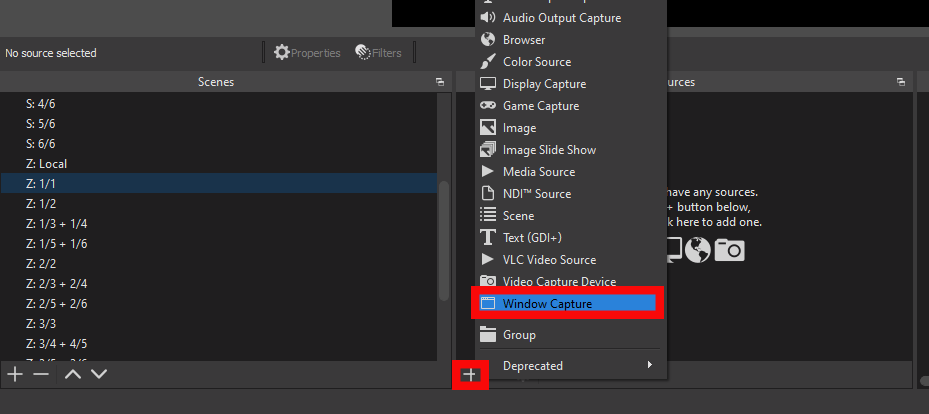 Audio Output Capture
No source selected
Properties
Filters
Browser
Color Source
Display Capture
Game Capture
Image
Image Slide Show
Media Source
NDI™ Source
Scene
Text (GDI+)
VLC Video Source
Video Capture Device
Window Capture
Group
Deprecated
Scenes
S: 4/6
S: 5/6
S: 6/6
Z: Local
Z: 1/1
Z: 1/2
Z: 1/3 + 1/4
Z: 1/5 + 1/6
Z: 2/2
Z: 2/3 + 2/4
Z: 2/5 + 2/6
Z: 3/3
Z: 3/4 + 4/5
urces
have any sources.
+ button below,
k here to add one.